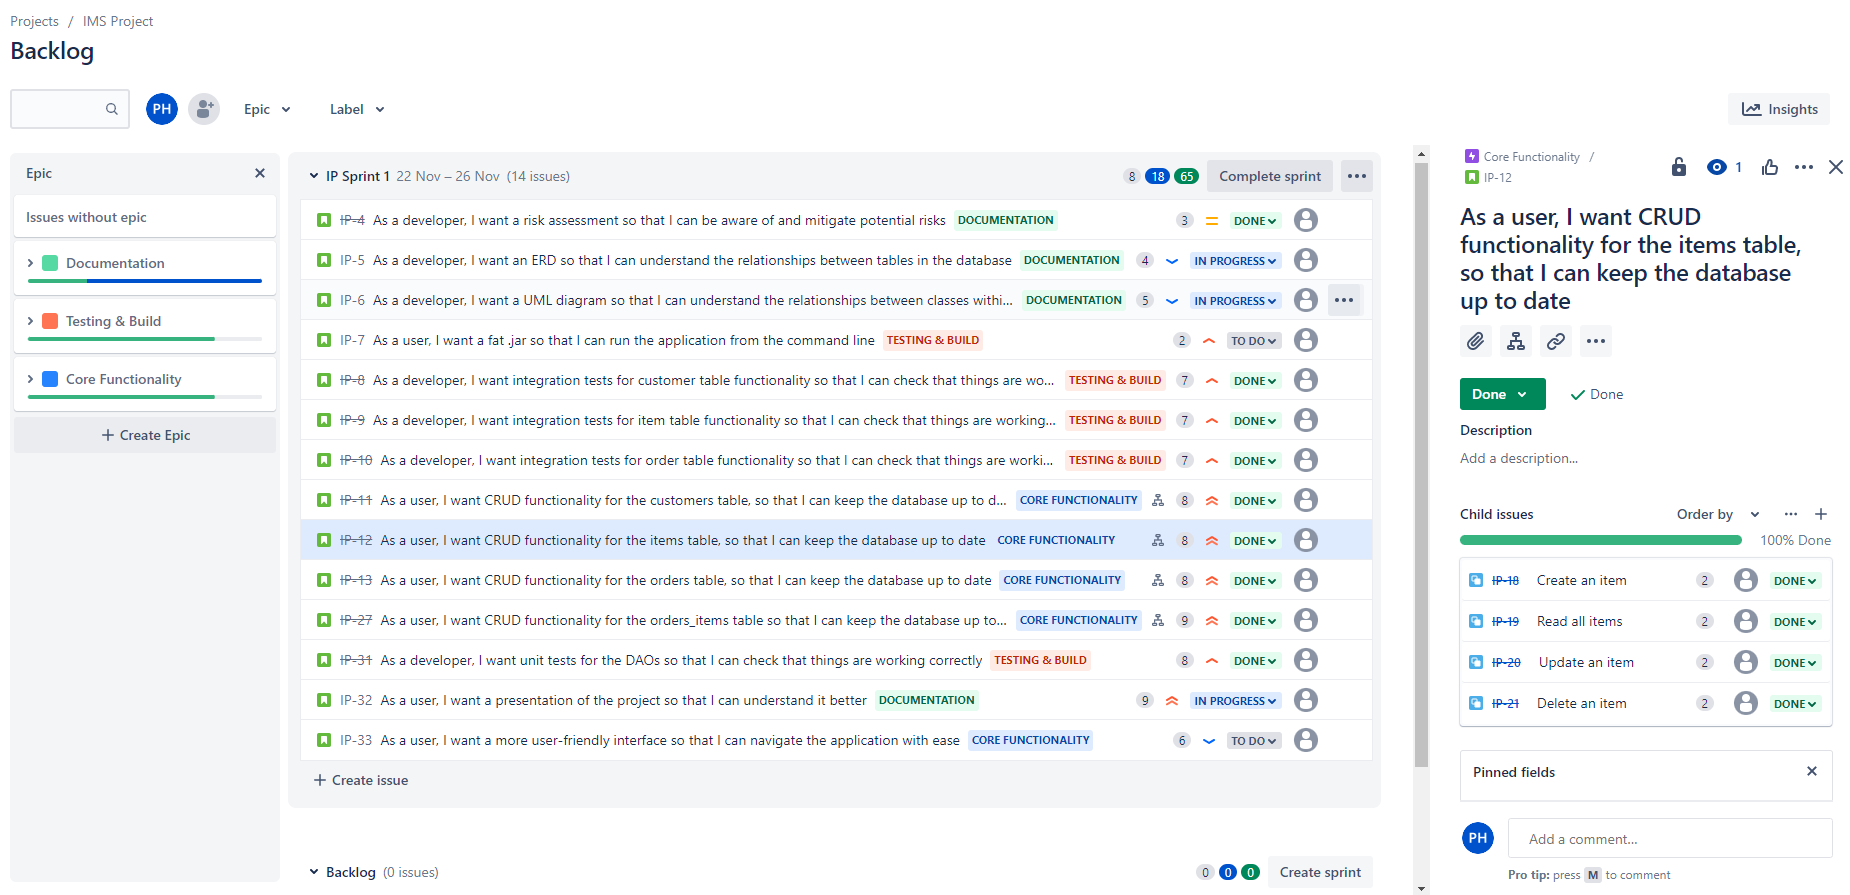 Projects / IMS Project
Backlog
PH Epic Label Insights
Epic
Issues without epic
Documentation
Testing & Build
Core Functionality
Create Epic
IP Sprint 1 22 Nov – 26 Nov (14 issues) 8 18 65 Complete sprint
IP-4 As a developer, I want a risk assessment so that I can be aware of and mitigate potential risks DOCUMENTATION 3 DONE
IP-5 As a developer, I want an ERD so that I can understand the relationships between tables in the database DOCUMENTATION 4 IN PROGRESS
IP-6 As a developer, I want a UML diagram so that I can understand the relationships between classes withi... DOCUMENTATION 5 IN PROGRESS
IP-7 As a user, I want a fat .jar so that I can run the application from the command line TESTING & BUILD 2 TO DO
IP-8 As a developer, I want integration tests for customer table functionality so that I can check that things are wo... TESTING & BUILD 7 DONE
IP-9 As a developer, I want integration tests for item table functionality so that I can check that things are working... TESTING & BUILD 7 DONE
IP-10 As a developer, I want integration tests for order table functionality so that I can check that things are worki... TESTING & BUILD 7 DONE
IP-11 As a user, I want CRUD functionality for the customers table, so that I can keep the database up to d... CORE FUNCTIONALITY 8 DONE
IP-12 As a user, I want CRUD functionality for the items table, so that I can keep the database up to date CORE FUNCTIONALITY 8 DONE
IP-13 As a user, I want CRUD functionality for the orders table, so that I can keep the database up to date CORE FUNCTIONALITY 8 DONE
IP-27 As a user, I want CRUD functionality for the orders_items table so that I can keep the database up to... CORE FUNCTIONALITY 9 DONE
IP-31 As a developer, I want unit tests for the DAOs so that I can check that things are working correctly TESTING & BUILD 8 DONE
IP-32 As a user, I want a presentation of the project so that I can understand it better DOCUMENTATION 9 IN PROGRESS
IP-33 As a user, I want a more user-friendly interface so that I can navigate the application with ease CORE FUNCTIONALITY 6 TO DO
Create issue
Backlog (0 issues) 0 0 0 Create sprint
Core Functionality /
IP-12
1
As a user, I want CRUD
functionality for the items table,
so that I can keep the database
up to date
Done Done
Description
Add a description...
Child issues Order by
100% Done
IP-18 Create an item 2 DONE
IP-19 Read all items 2 DONE
IP-20 Update an item 2 DONE
IP-21 Delete an item 2 DONE
Pinned fields
PH Add a comment...
Pro tip: press M to comment